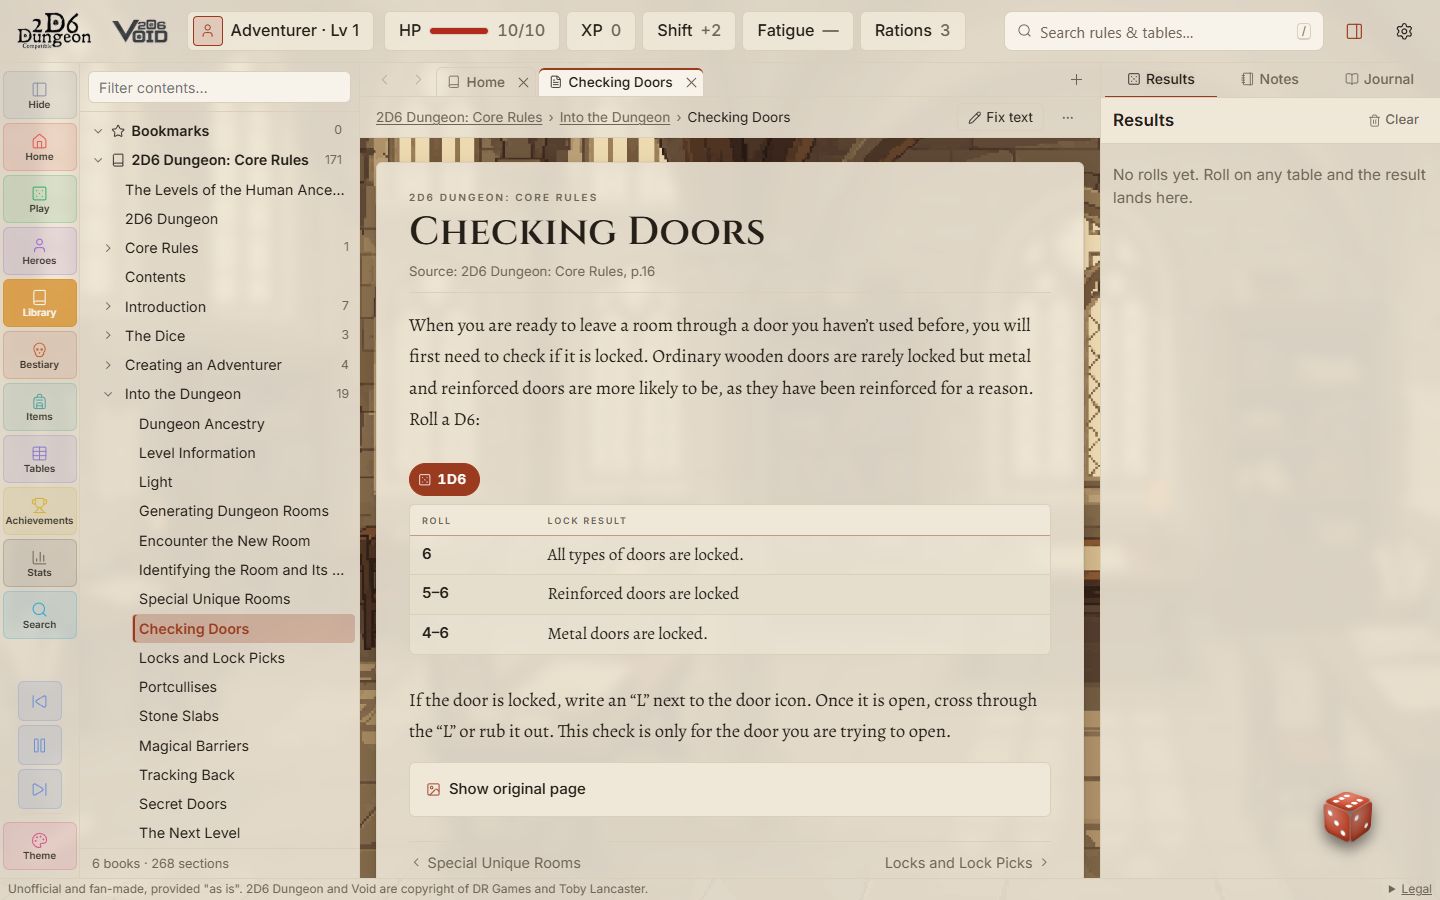 2D6
Dungeon
Compatible
2D6
VOID
Adventurer · Lv 1
HP 10/10
XP 0
Shift +2
Fatigue —
Rations 3
Search rules & tables...
/
Hide
Home
Play
Heroes
Library
Bestiary
Items
Tables
Achievements
Stats
Search
Theme
Filter contents...
Bookmarks 0
2D6 Dungeon: Core Rules 171
The Levels of the Human Ance...
2D6 Dungeon
Core Rules 1
Contents
Introduction 7
The Dice 3
Creating an Adventurer 4
Into the Dungeon 19
Dungeon Ancestry
Level Information
Light
Generating Dungeon Rooms
Encounter the New Room
Identifying the Room and Its ...
Special Unique Rooms
Checking Doors
Locks and Lock Picks
Portcullises
Stone Slabs
Magical Barriers
Tracking Back
Secret Doors
The Next Level
6 books · 268 sections
Home
Checking Doors
2D6 Dungeon: Core Rules › Into the Dungeon › Checking Doors
Fix text
2D6 DUNGEON: CORE RULES
Checking Doors
Source: 2D6 Dungeon: Core Rules, p.16
When you are ready to leave a room through a door you haven’t used before, you will
first need to check if it is locked. Ordinary wooden doors are rarely locked but metal
and reinforced doors are more likely to be, as they have been reinforced for a reason.
Roll a D6:
1D6
ROLL LOCK RESULT
6 All types of doors are locked.
5–6 Reinforced doors are locked
4–6 Metal doors are locked.
If the door is locked, write an “L” next to the door icon. Once it is open, cross through
the “L” or rub it out. This check is only for the door you are trying to open.
Show original page
Special Unique Rooms
Locks and Lock Picks
Results
Notes
Journal
Results
Clear
No rolls yet. Roll on any table and the result
lands here.
Unofficial and fan-made, provided "as is". 2D6 Dungeon and Void are copyright of DR Games and Toby Lancaster.
Legal